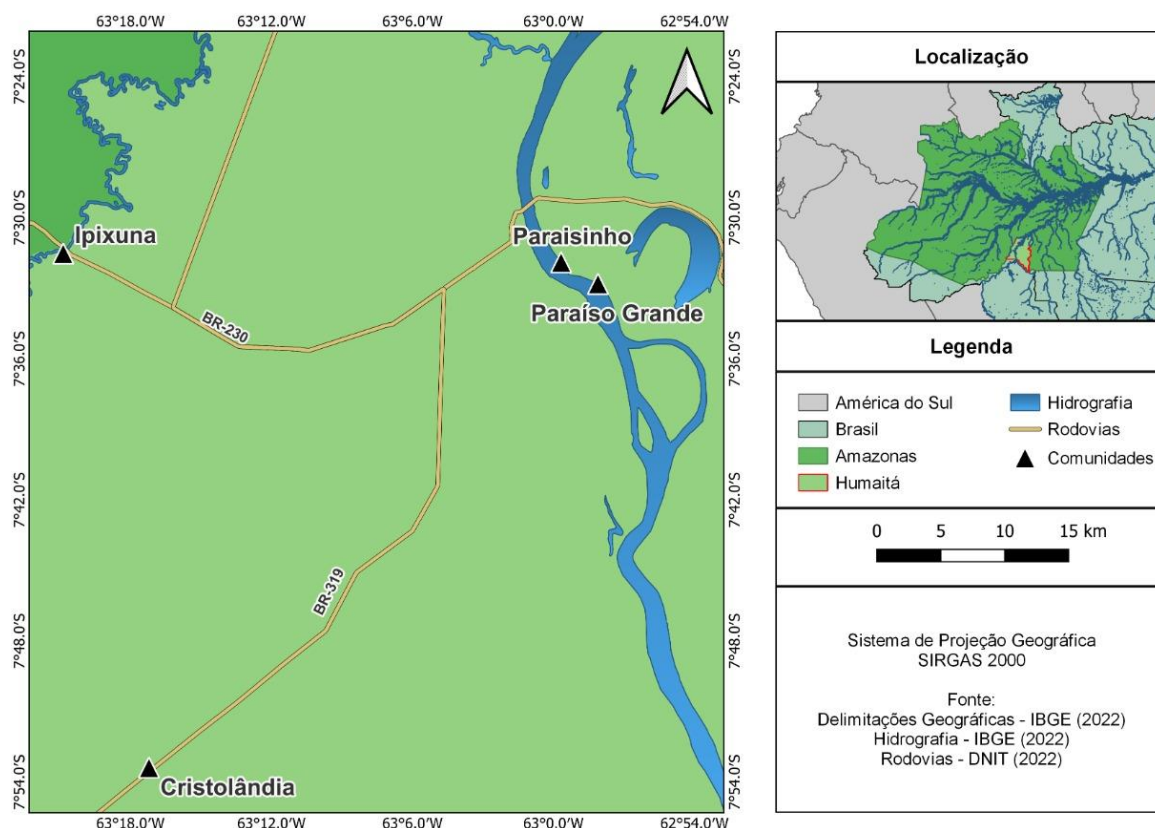 63°18.0'W 63°12.0'W 63°6.0'W 63°0.0'W 62°54.0'W
7°24.0'S
7°30.0'S
7°36.0'S
7°42.0'S
7°48.0'S
7°54.0'S
Ipixuna
Paraisinho
Paraíso Grande
BR-230
BR-319
Cristolândia
7°24.0'S
7°30.0'S
7°36.0'S
7°42.0'S
7°48.0'S
7°54.0'S
63°18.0'W 63°12.0'W 63°6.0'W 63°0.0'W 62°54.0'W
Localização
Legenda
América do Sul
Brasil
Amazonas
Humaitá
Hidrografia
Rodovias
Comunidades
0 5 10 15 km
Sistema de Projeção Geográfica
SIRGAS 2000
Fonte:
Delimitações Geográficas - IBGE (2022)
Hidrografia - IBGE (2022)
Rodovias - DNIT (2022)